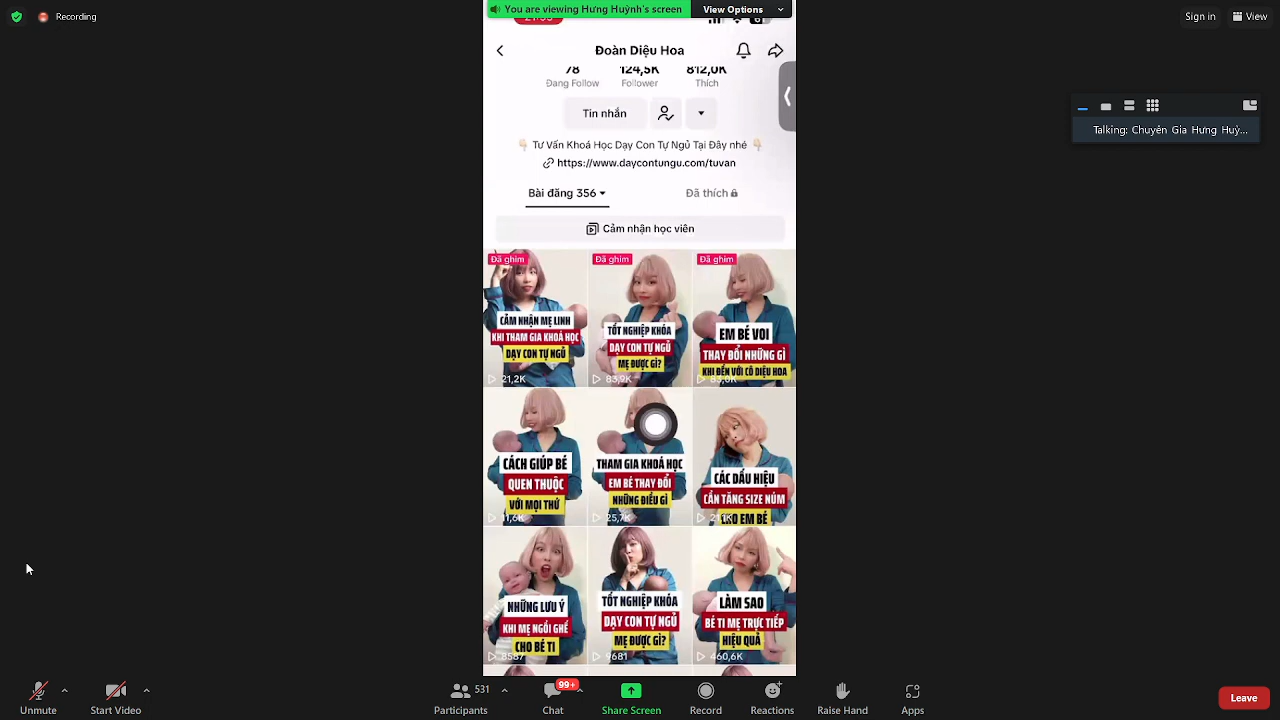 You are viewing Hưng Huỳnh's screen
View Options
Recording
Sign in
View
Đoàn Diệu Hoa
78
124,5K
812,0K
Đang Follow
Follower
Thích
Tin nhắn
👇🏻 Tư Vấn Khoá Học Dạy Con Tự Ngủ Tại Đây nhé 👇🏻
https://www.daycontungu.com/tuvan
Bài đăng 356
Đã thích
Cảm nhận học viên
Talking: Chuyên Gia Hưng Huỳ...
Đã ghim
CẢM NHẬN MẸ LINH
KHI THAM GIA KHOÁ HỌC
DẠY CON TỰ NGỦ
21,2K
Đã ghim
TỐT NGHIỆP KHÓA
DẠY CON TỰ NGỦ
MẸ ĐƯỢC GÌ?
83,9K
Đã ghim
EM BÉ VOI
THAY ĐỔI NHỮNG GÌ
KHI ĐẾN VỚI CÔ DIỆU HOA
CÁCH GIÚP BÉ
QUEN THUỘC
VỚI MỌI THỨ
11,6K
THAM GIA KHOÁ HỌC
EM BÉ THAY ĐỔI
NHỮNG ĐIỀU GÌ
25,7K
CÁC DẤU HIỆU
CẦN TĂNG SIZE NÚM
CHO EM BÉ
NHỮNG LƯU Ý
KHI MẸ NGỒI GHẾ
CHO BÉ TI
8587
TỐT NGHIỆP KHÓA
DẠY CON TỰ NGỦ
MẸ ĐƯỢC GÌ?
9681
LÀM SAO
BÉ TI MẸ TRỰC TIẾP
HIỆU QUẢ
460,6K
531
99+
Unmute
Start Video
Participants
Chat
Share Screen
Record
Reactions
Raise Hand
Apps
Leave